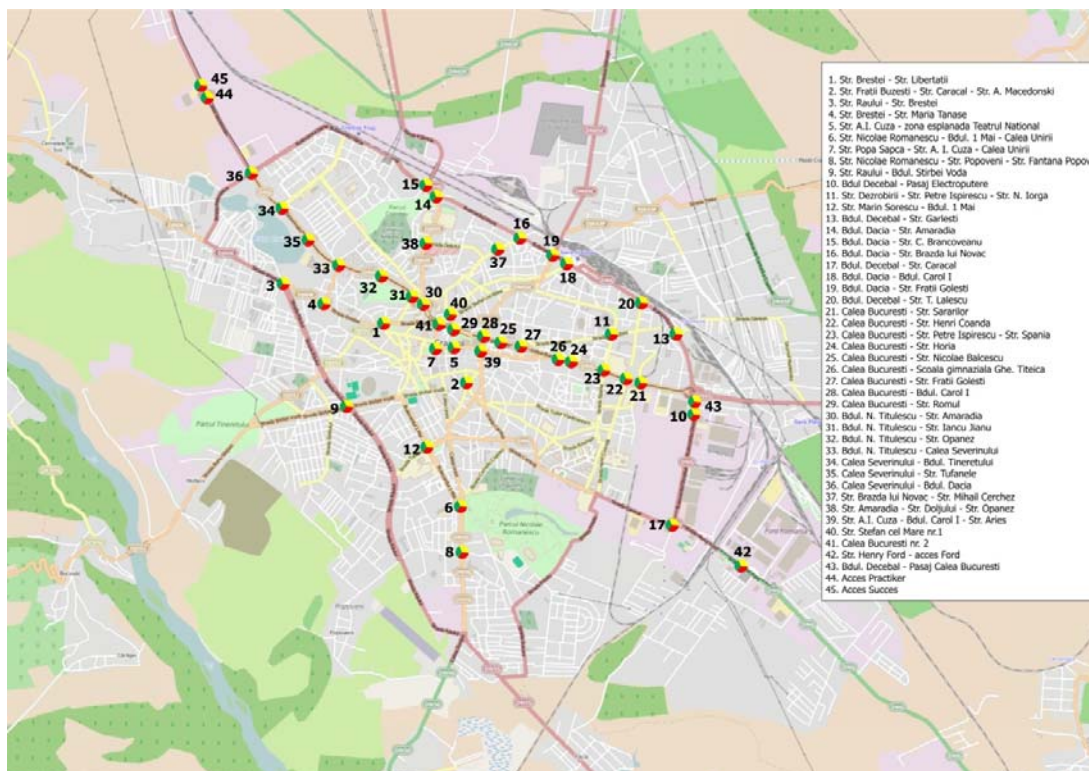 45
44
36
15
14
34
16
38
35
37
19
18
33
32
3
31
30
40
20
4
1
41
29
28
25
27
11
13
7
5
39
26
24
2
23
22
21
43
9
10
12
6
17
8
42
Parcul Tineretului
Parcul Nicolae
Romanescu
Popoveni
1. Str. Brestei - Str. Libertatii
2. Str. Fratii Buzesti - Str. Caracal - Str. A. Macedonski
3. Str. Raului - Str. Brestei
4. Str. Brestei - Str. Maria Tanase
5. Str. A.I. Cuza - zona esplanada Teatrul National
6. Str. Nicolae Romanescu - Bdul. 1 Mai - Calea Unirii
7. Str. Popa Sapca - Str. A. I. Cuza - Calea Unirii
8. Str. Nicolae Romanescu - Str. Popoveni - Str. Fantana Popov
9. Str. Raului - Bdul. Stirbei Voda
10. Bdul Decebal - Pasaj Electroputere
11. Str. Dezrobirii - Str. Petre Ispirescu - Str. N. Iorga
12. Str. Marin Sorescu - Bdul. 1 Mai
13. Bdul. Decebal - Str. Garlesti
14. Bdul. Dacia - Str. Amaradia
15. Bdul. Dacia - Str. C. Brancoveanu
16. Bdul. Dacia - Str. Brazda lui Novac
17. Bdul. Decebal - Str. Caracal
18. Bdul. Dacia - Bdul. Carol I
19. Bdul. Dacia - Str. Fratii Golesti
20. Bdul. Decebal - Str. T. Lalescu
21. Calea Bucuresti - Str. Sararilor
22. Calea Bucuresti - Str. Henri Coanda
23. Calea Bucuresti - Str. Petre Ispirescu - Str. Spania
24. Calea Bucuresti - Str. Horia
25. Calea Bucuresti - Str. Nicolae Balcescu
26. Calea Bucuresti - Scoala gimnaziala Ghe. Titeica
27. Calea Bucuresti - Str. Fratii Golesti
28. Calea Bucuresti - Bdul. Carol I
29. Calea Bucuresti - Str. Romul
30. Bdul. N. Titulescu - Str. Amaradia
31. Bdul. N. Titulescu - Str. Iancu Jianu
32. Bdul. N. Titulescu - Str. Opanez
33. Bdul. N. Titulescu - Calea Severinului
34. Calea Severinului - Bdul. Tineretului
35. Calea Severinului - Str. Tufanele
36. Calea Severinului - Bdul. Dacia
37. Str. Brazda lui Novac - Str. Mihail Cerchez
38. Str. Amaradia - Str. Doljului - Str. Opanez
39. Str. A.I. Cuza - Bdul. Carol I - Str. Aries
40. Str. Stefan cel Mare nr.1
41. Calea Bucuresti nr. 2
42. Str. Henry Ford - acces Ford
43. Bdul. Decebal - Pasaj Calea Bucuresti
44. Acces Practiker
45. Acces Succes